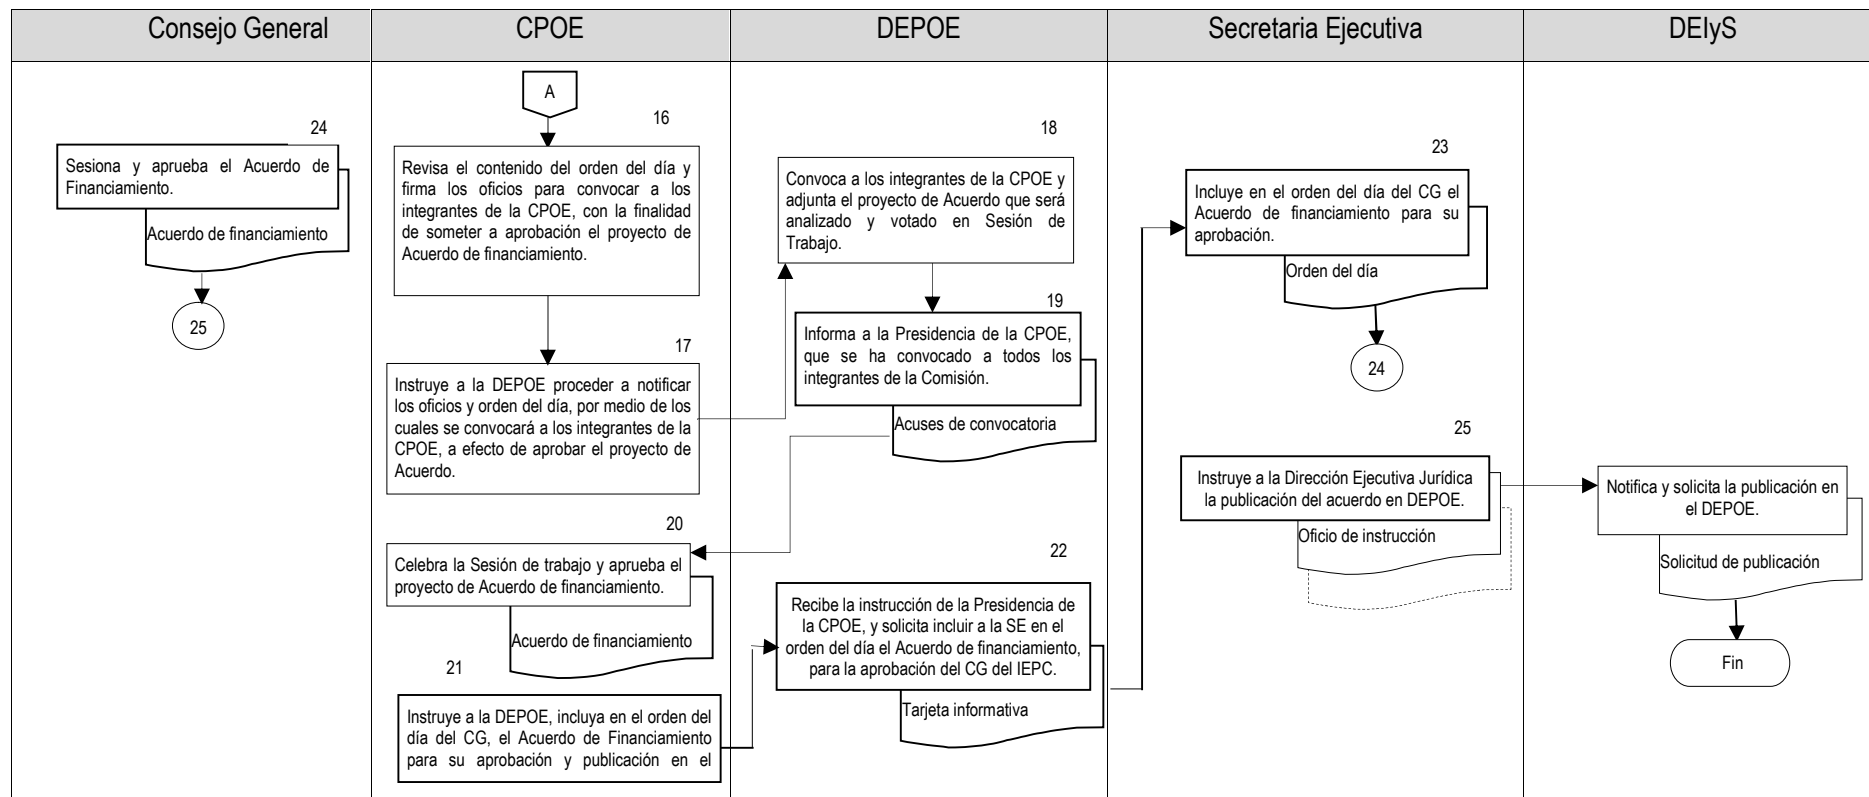 Consejo General
CPOE
DEPOE
Secretaria Ejecutiva
DEIyS
24
Sesiona y aprueba el Acuerdo de
Financiamiento.
Acuerdo de financiamiento
25
A
16
Revisa el contenido del orden del día y
firma los oficios para convocar a los
integrantes de la CPOE, con la finalidad
de someter a aprobación el proyecto de
Acuerdo de financiamiento.
17
Instruye a la DEPOE proceder a notificar
los oficios y orden del día, por medio de los
cuales se convocará a los integrantes de la
CPOE, a efecto de aprobar el proyecto de
Acuerdo.
20
Celebra la Sesión de trabajo y aprueba el
proyecto de Acuerdo de financiamiento.
Acuerdo de financiamiento
21
Instruye a la DEPOE, incluya en el orden del
día del CG, el Acuerdo de Financiamiento
para su aprobación y publicación en el
18
Convoca a los integrantes de la CPOE y
adjunta el proyecto de Acuerdo que será
analizado y votado en Sesión de
Trabajo.
19
Informa a la Presidencia de la CPOE,
que se ha convocado a todos los
integrantes de la Comisión.
Acuses de convocatoria
22
Recibe la instrucción de la Presidencia de
la CPOE, y solicita incluir a la SE en el
orden del día el Acuerdo de financiamiento,
para la aprobación del CG del IEPC.
Tarjeta informativa
23
Incluye en el orden del día del CG el
Acuerdo de financiamiento para su
aprobación.
Orden del día
24
25
Instruye a la Dirección Ejecutiva Jurídica
la publicación del acuerdo en DEPOE.
Oficio de instrucción
Notifica y solicita la publicación en
el DEPOE.
Solicitud de publicación
Fin